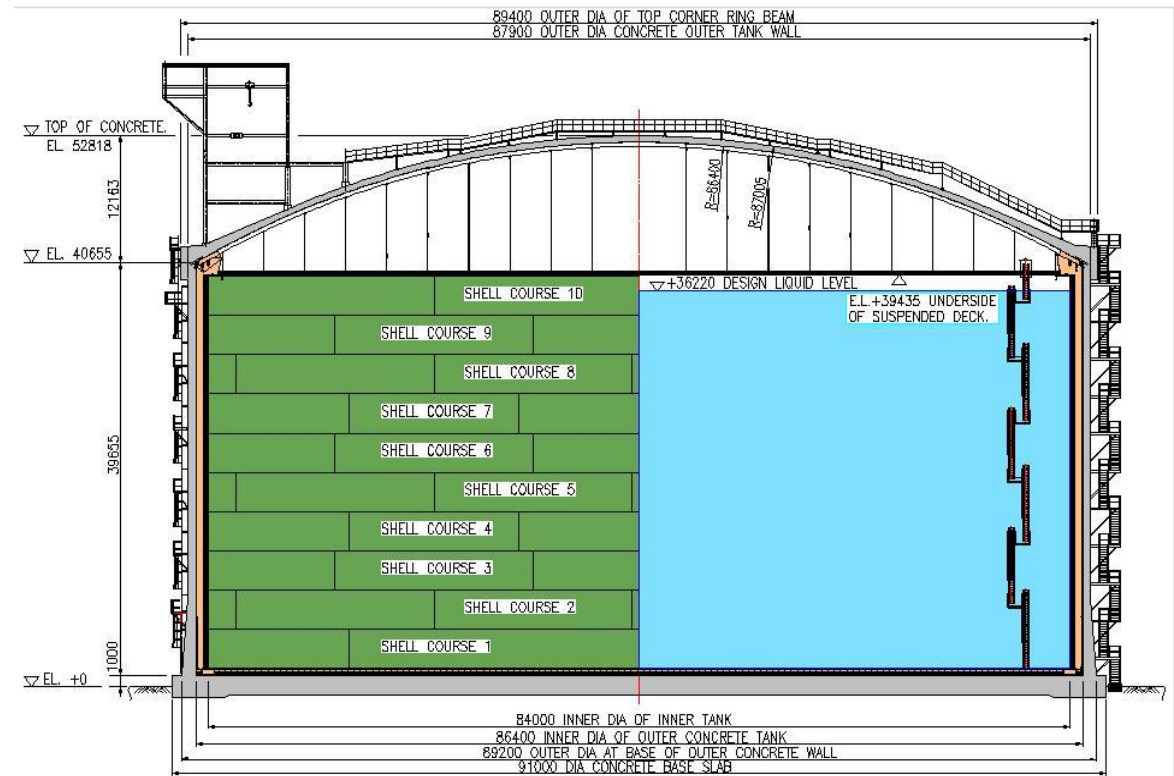 89400 OUTER DIA OF TOP CORNER RING BEAM
87900 OUTER DIA CONCRETE OUTER TANK WALL
TOP OF CONCRETE.
EL. 52818
12163
R=86400
R=87005
EL. 40655
+36220 DESIGN LIQUID LEVEL
E.L.+39435 UNDERSIDE
OF SUSPENDED DECK.
SHELL COURSE 10
SHELL COURSE 9
SHELL COURSE 8
SHELL COURSE 7
SHELL COURSE 6
39655
SHELL COURSE 5
SHELL COURSE 4
SHELL COURSE 3
SHELL COURSE 2
SHELL COURSE 1
1000
EL. +0
84000 INNER DIA OF INNER TANK
86400 INNER DIA OF OUTER CONCRETE TANK
89200 OUTER DIA AT BASE OF OUTER CONCRETE WALL
91000 DIA CONCRETE BASE SLAB